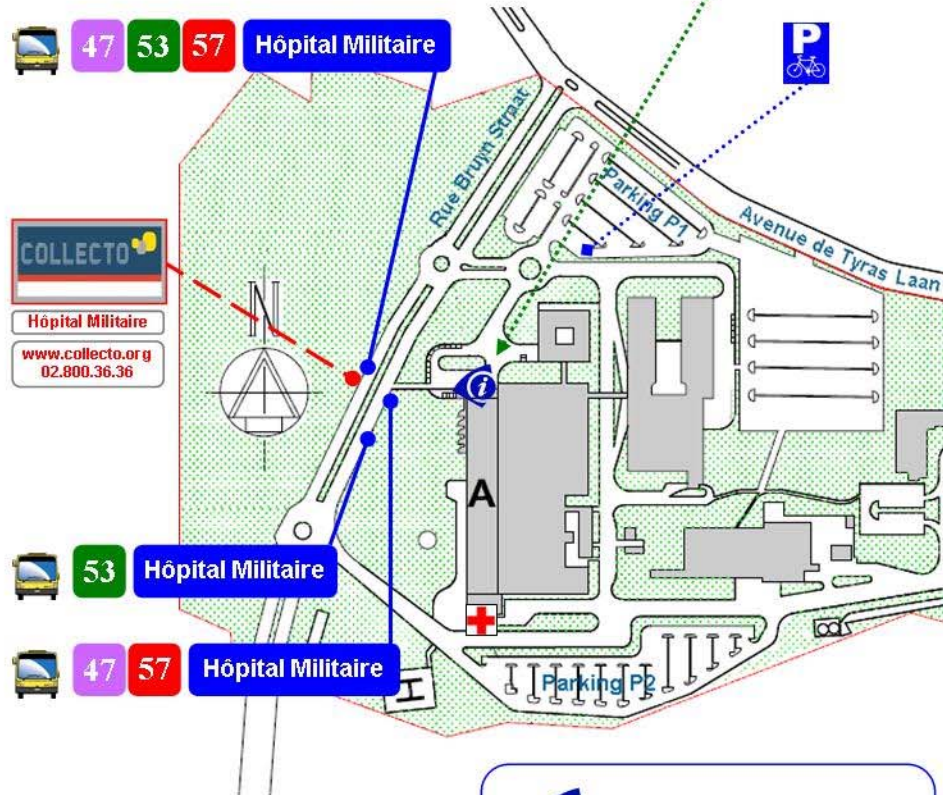 47 53 57 Hôpital Militaire
P
Rue Bruyn Straat
Parking P1
Avenue de Tyras Laan
COLLECTO
Hôpital Militaire
www.collecto.org
02.800.36.36
N
i
A
53 Hôpital Militaire
47 57 Hôpital Militaire
H
Parking P2